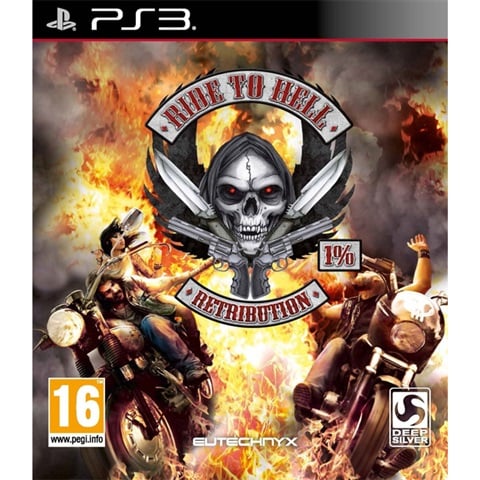 PS3
RIDE TO HELL
1%
RETRIBUTION
16
www.pegi.info
EUTECHNYX
DEEP
SILVER